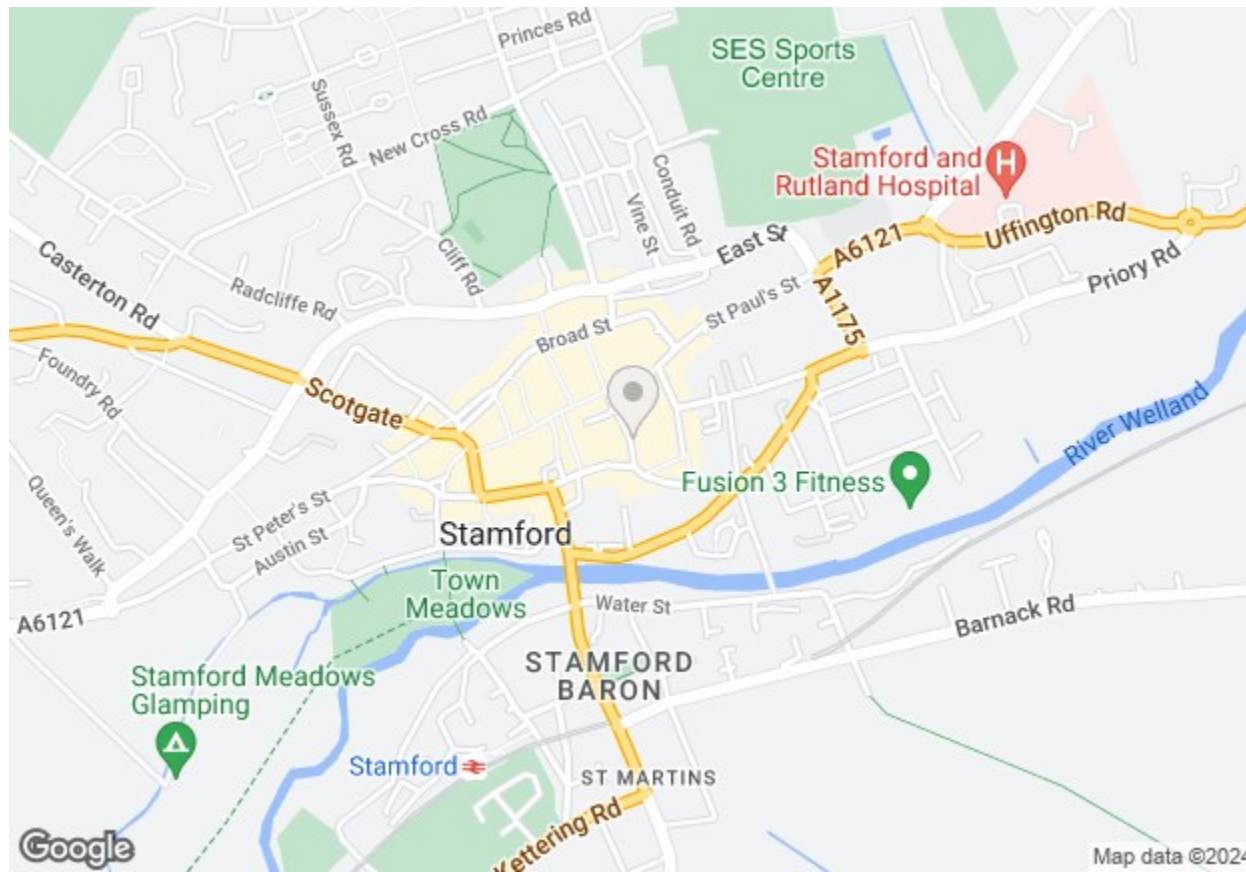 Princes Rd
SES Sports
Centre
Sussex Rd
New Cross Rd
Conduit Rd
Vine St
Stamford and
Rutland Hospital
H
East St
A6121
Uffington Rd
Cliff Rd
Casterton Rd
Radcliffe Rd
Priory Rd
A1175
St Paul's St
Broad St
Foundry Rd
Scotgate
River Welland
Fusion 3 Fitness
Queen's Walk
St Peter's St
Austin St
Stamford
Town
Meadows
Water St
A6121
Barnack Rd
STAMFORD
BARON
Stamford Meadows
Glamping
Stamford
ST MARTINS
Kettering Rd
Google
Map data ©2024